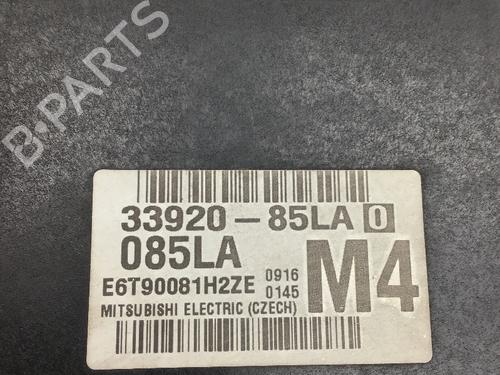 B-PARTS
33920-85LA 0
085LA
E6T90081H2ZE
0916
0145
M4
MITSUBISHI ELECTRIC (CZECH)